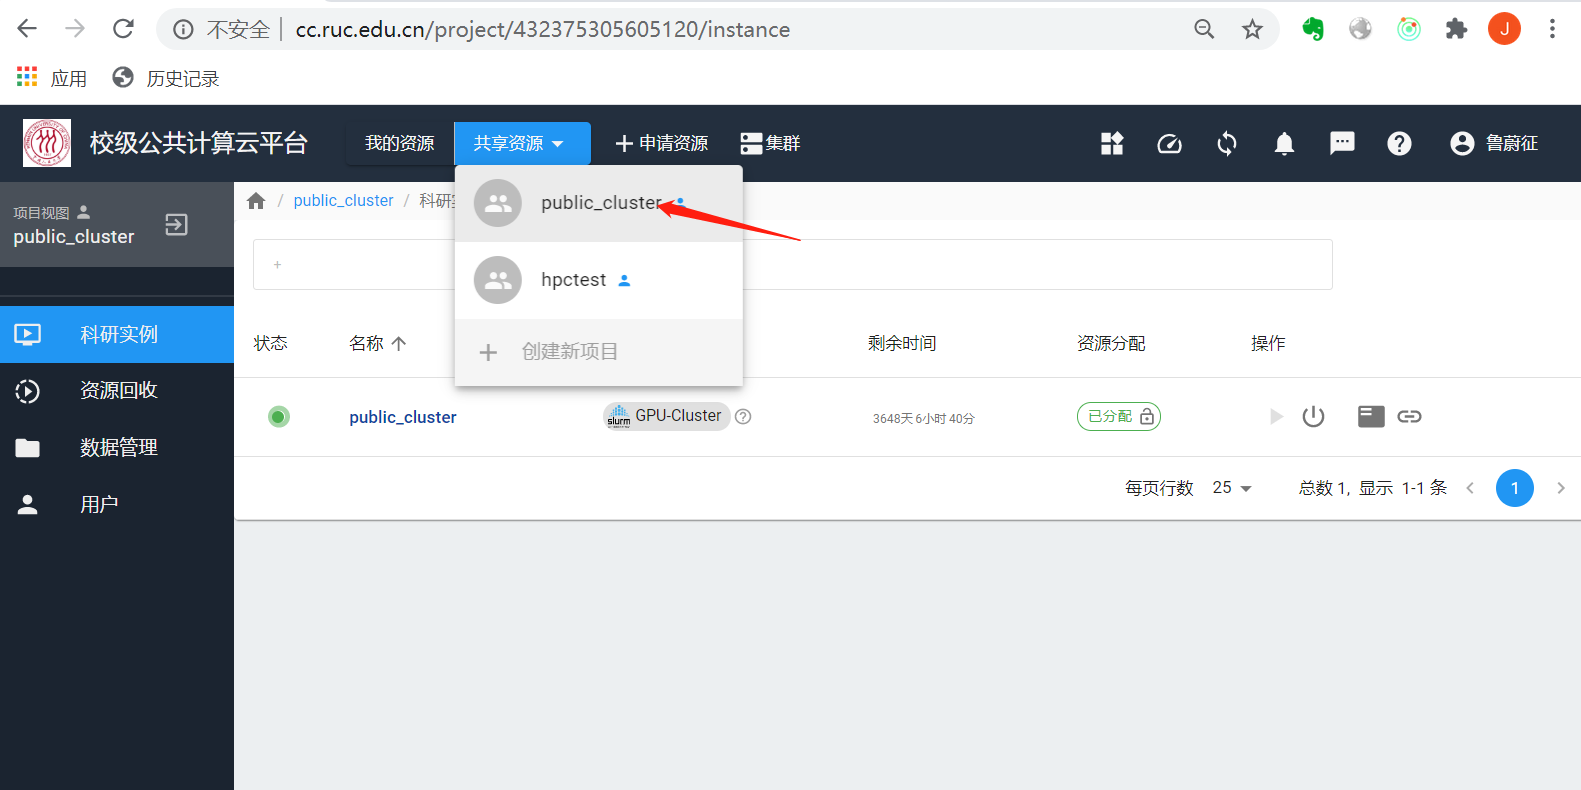 不安全 cc.ruc.edu.cn/project/432375305605120/instance
J
应用 历史记录
校级公共计算云平台 我的资源 共享资源 申请资源 集群 鲁蔚征
项目视图
public_cluster
/ public_cluster / 科研
public_cluster
hpctest
创建新项目
科研实例
资源回收
数据管理
用户
+
状态 名称 剩余时间 资源分配 操作
public_cluster slurm GPU-Cluster 3648天 6小时 40分 已分配
每页行数 25 总数 1, 显示 1-1 条 1